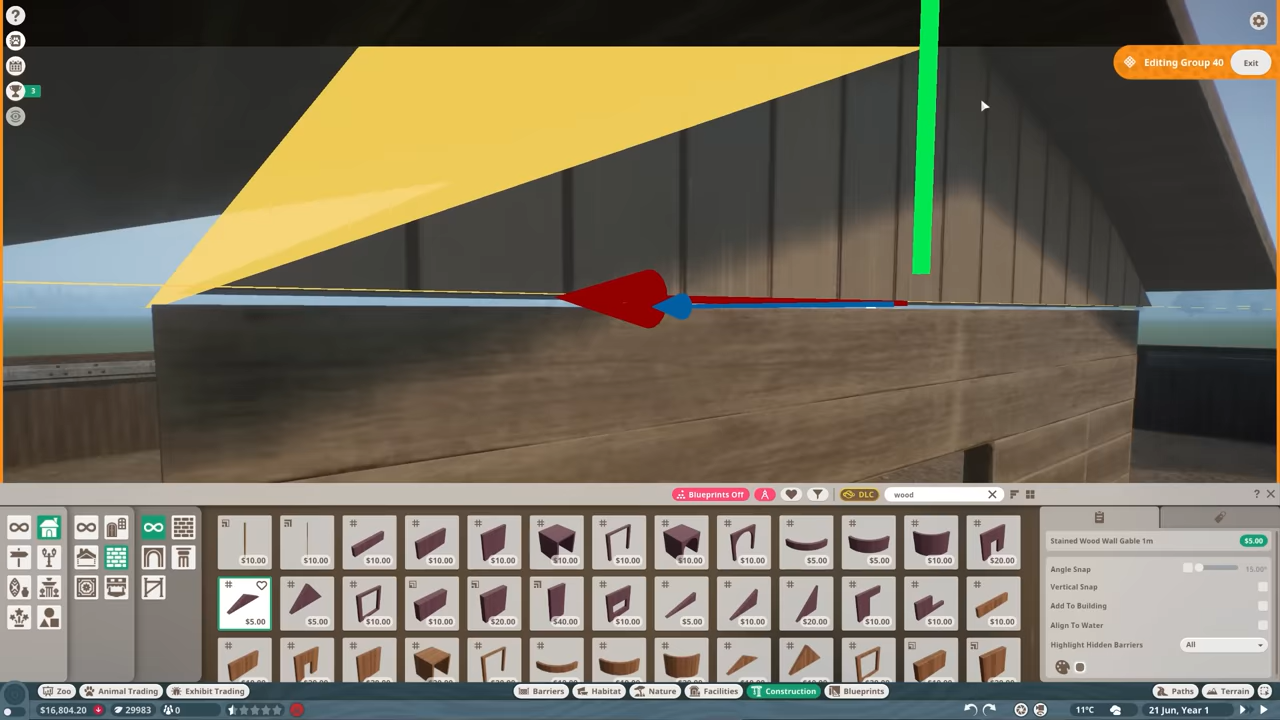 ?
3
Editing Group 40
Exit
Blueprints Off
DLC
wood
?
$10.00
$10.00
$10.00
$10.00
$10.00
$10.00
$10.00
$10.00
$10.00
$5.00
$5.00
$10.00
$20.00
$5.00
$5.00
$10.00
$10.00
$20.00
$40.00
$10.00
$5.00
$10.00
$20.00
$10.00
$10.00
$10.00
Stained Wood Wall Gable 1m
$5.00
Angle Snap
15.00°
Vertical Snap
Add To Building
Align To Water
Highlight Hidden Barriers
All
Zoo
Animal Trading
Exhibit Trading
Barriers
Habitat
Nature
Facilities
Construction
Blueprints
Paths
Terrain
$16,804.20
29983
0
11°C
21 Jun, Year 1